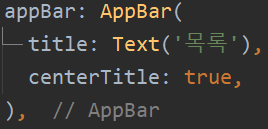 appBar: AppBar(
title: Text('목록'),
centerTitle: true,
), // AppBar